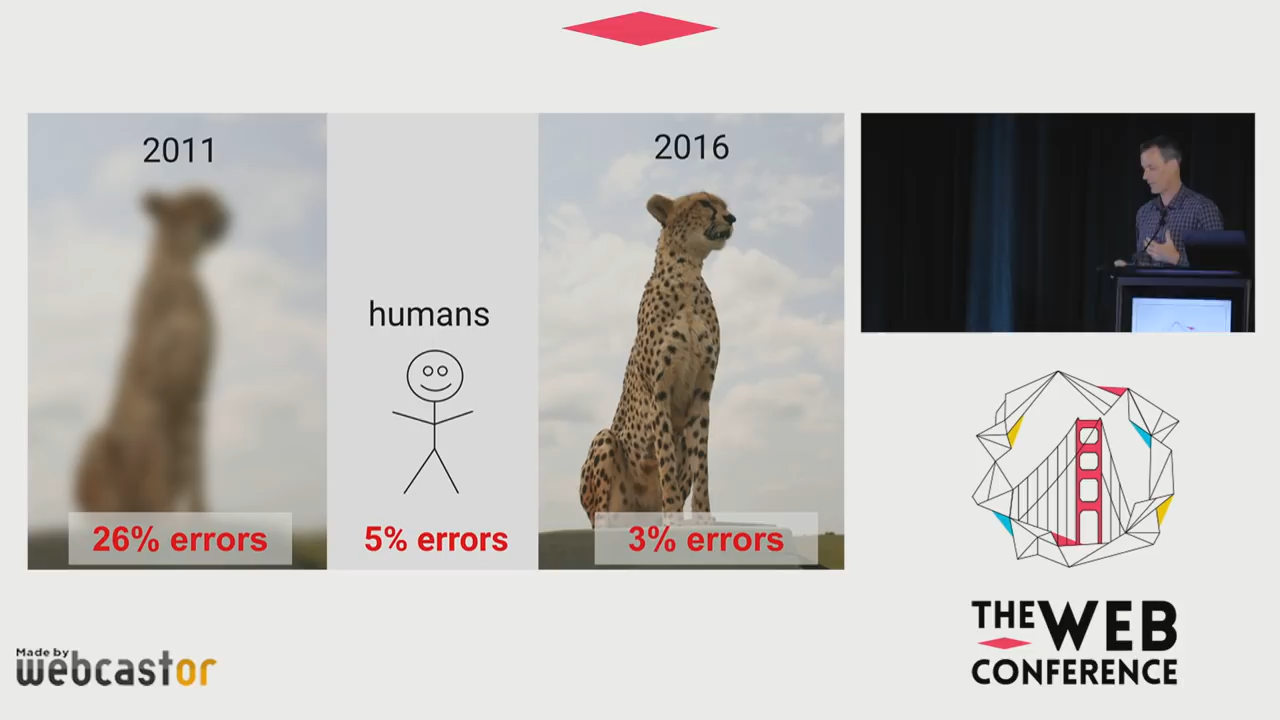 2011
humans
2016
26% errors
5% errors
3% errors
THE WEB
CONFERENCE
Made by
webcastor